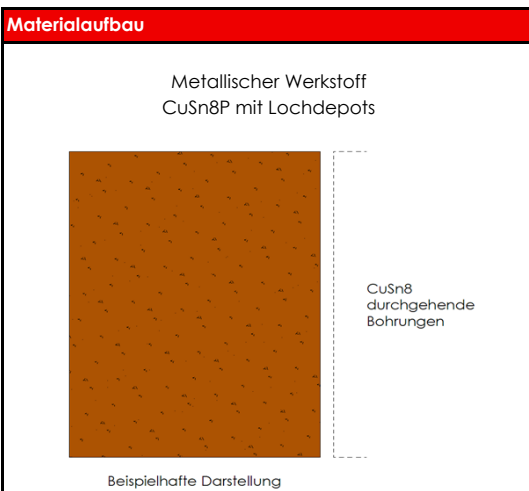 Materialaufbau
Metallischer Werkstoff
CuSn8P mit Lochdepots
CuSn8
durchgehende
Bohrungen
Beispielhafte Darstellung